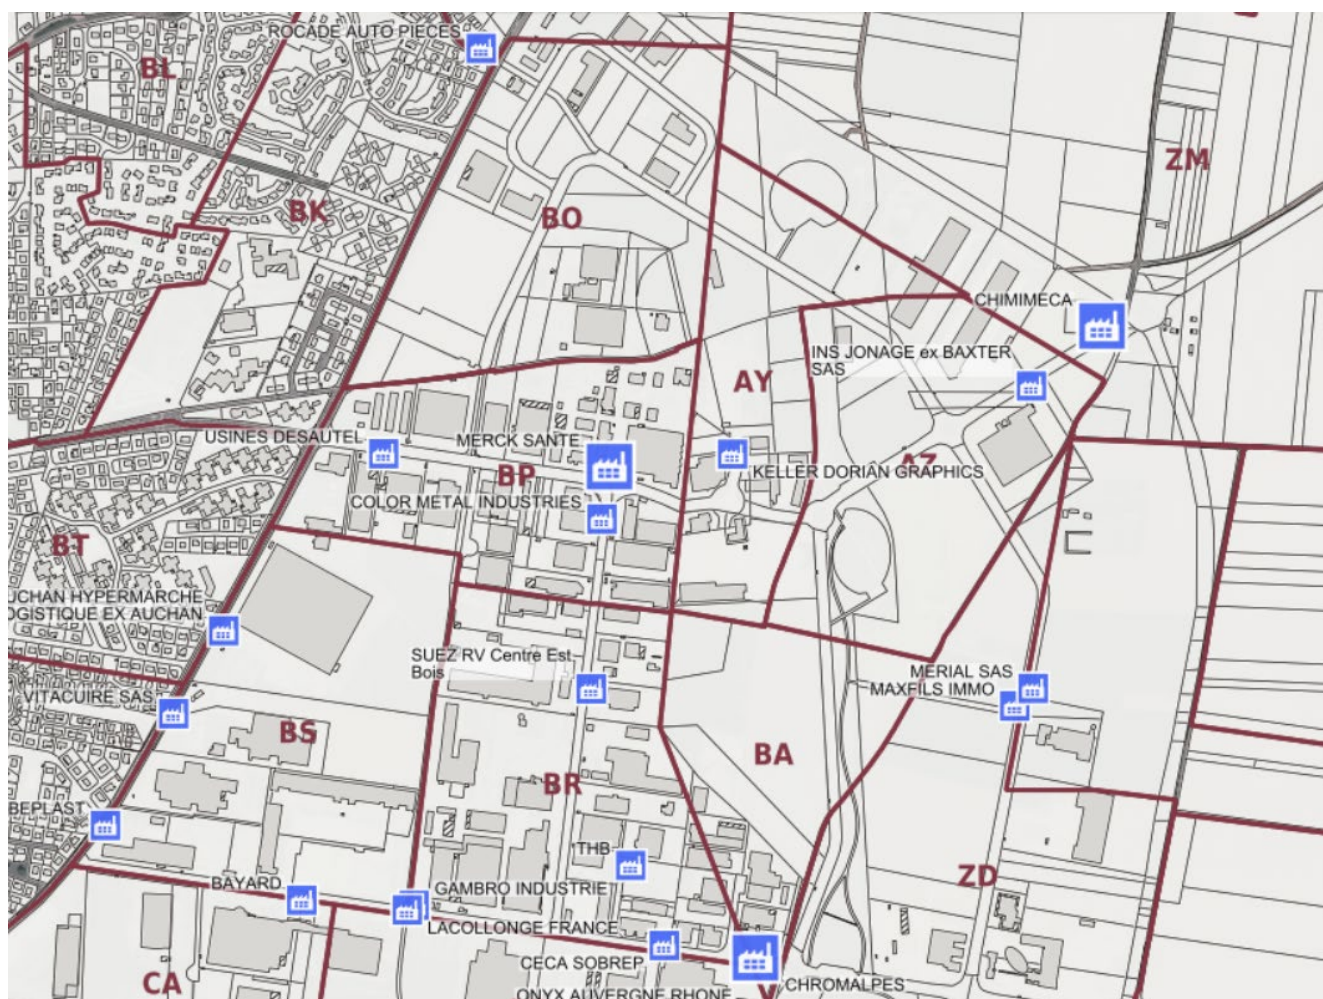 ROCADE AUTO PIECES
BL
ZM
BK
BO
CHIMIMECA
INS JONAGE ex BAXTER
SAS
AY
USINES DESAUTEL
MERCK SANTE
BP
AZ
KELLER DORIAN GRAPHICS
COLOR METAL INDUSTRIES
BT
UCHAN HYPERMARCHE
OGISTIQUE EX AUCHAN
SUEZ RV Centre Est
Bois
MERIAL SAS
MAXFILS IMMO
VITACUIRE SAS
BS
BA
BR
BEPLAST
THB
ZD
BAYARD
GAMBRO INDUSTRIE
LACOLLONGE FRANCE
CECA SOBREP
CA
CHROMALPES
ONYX AUVERGNE RHONE